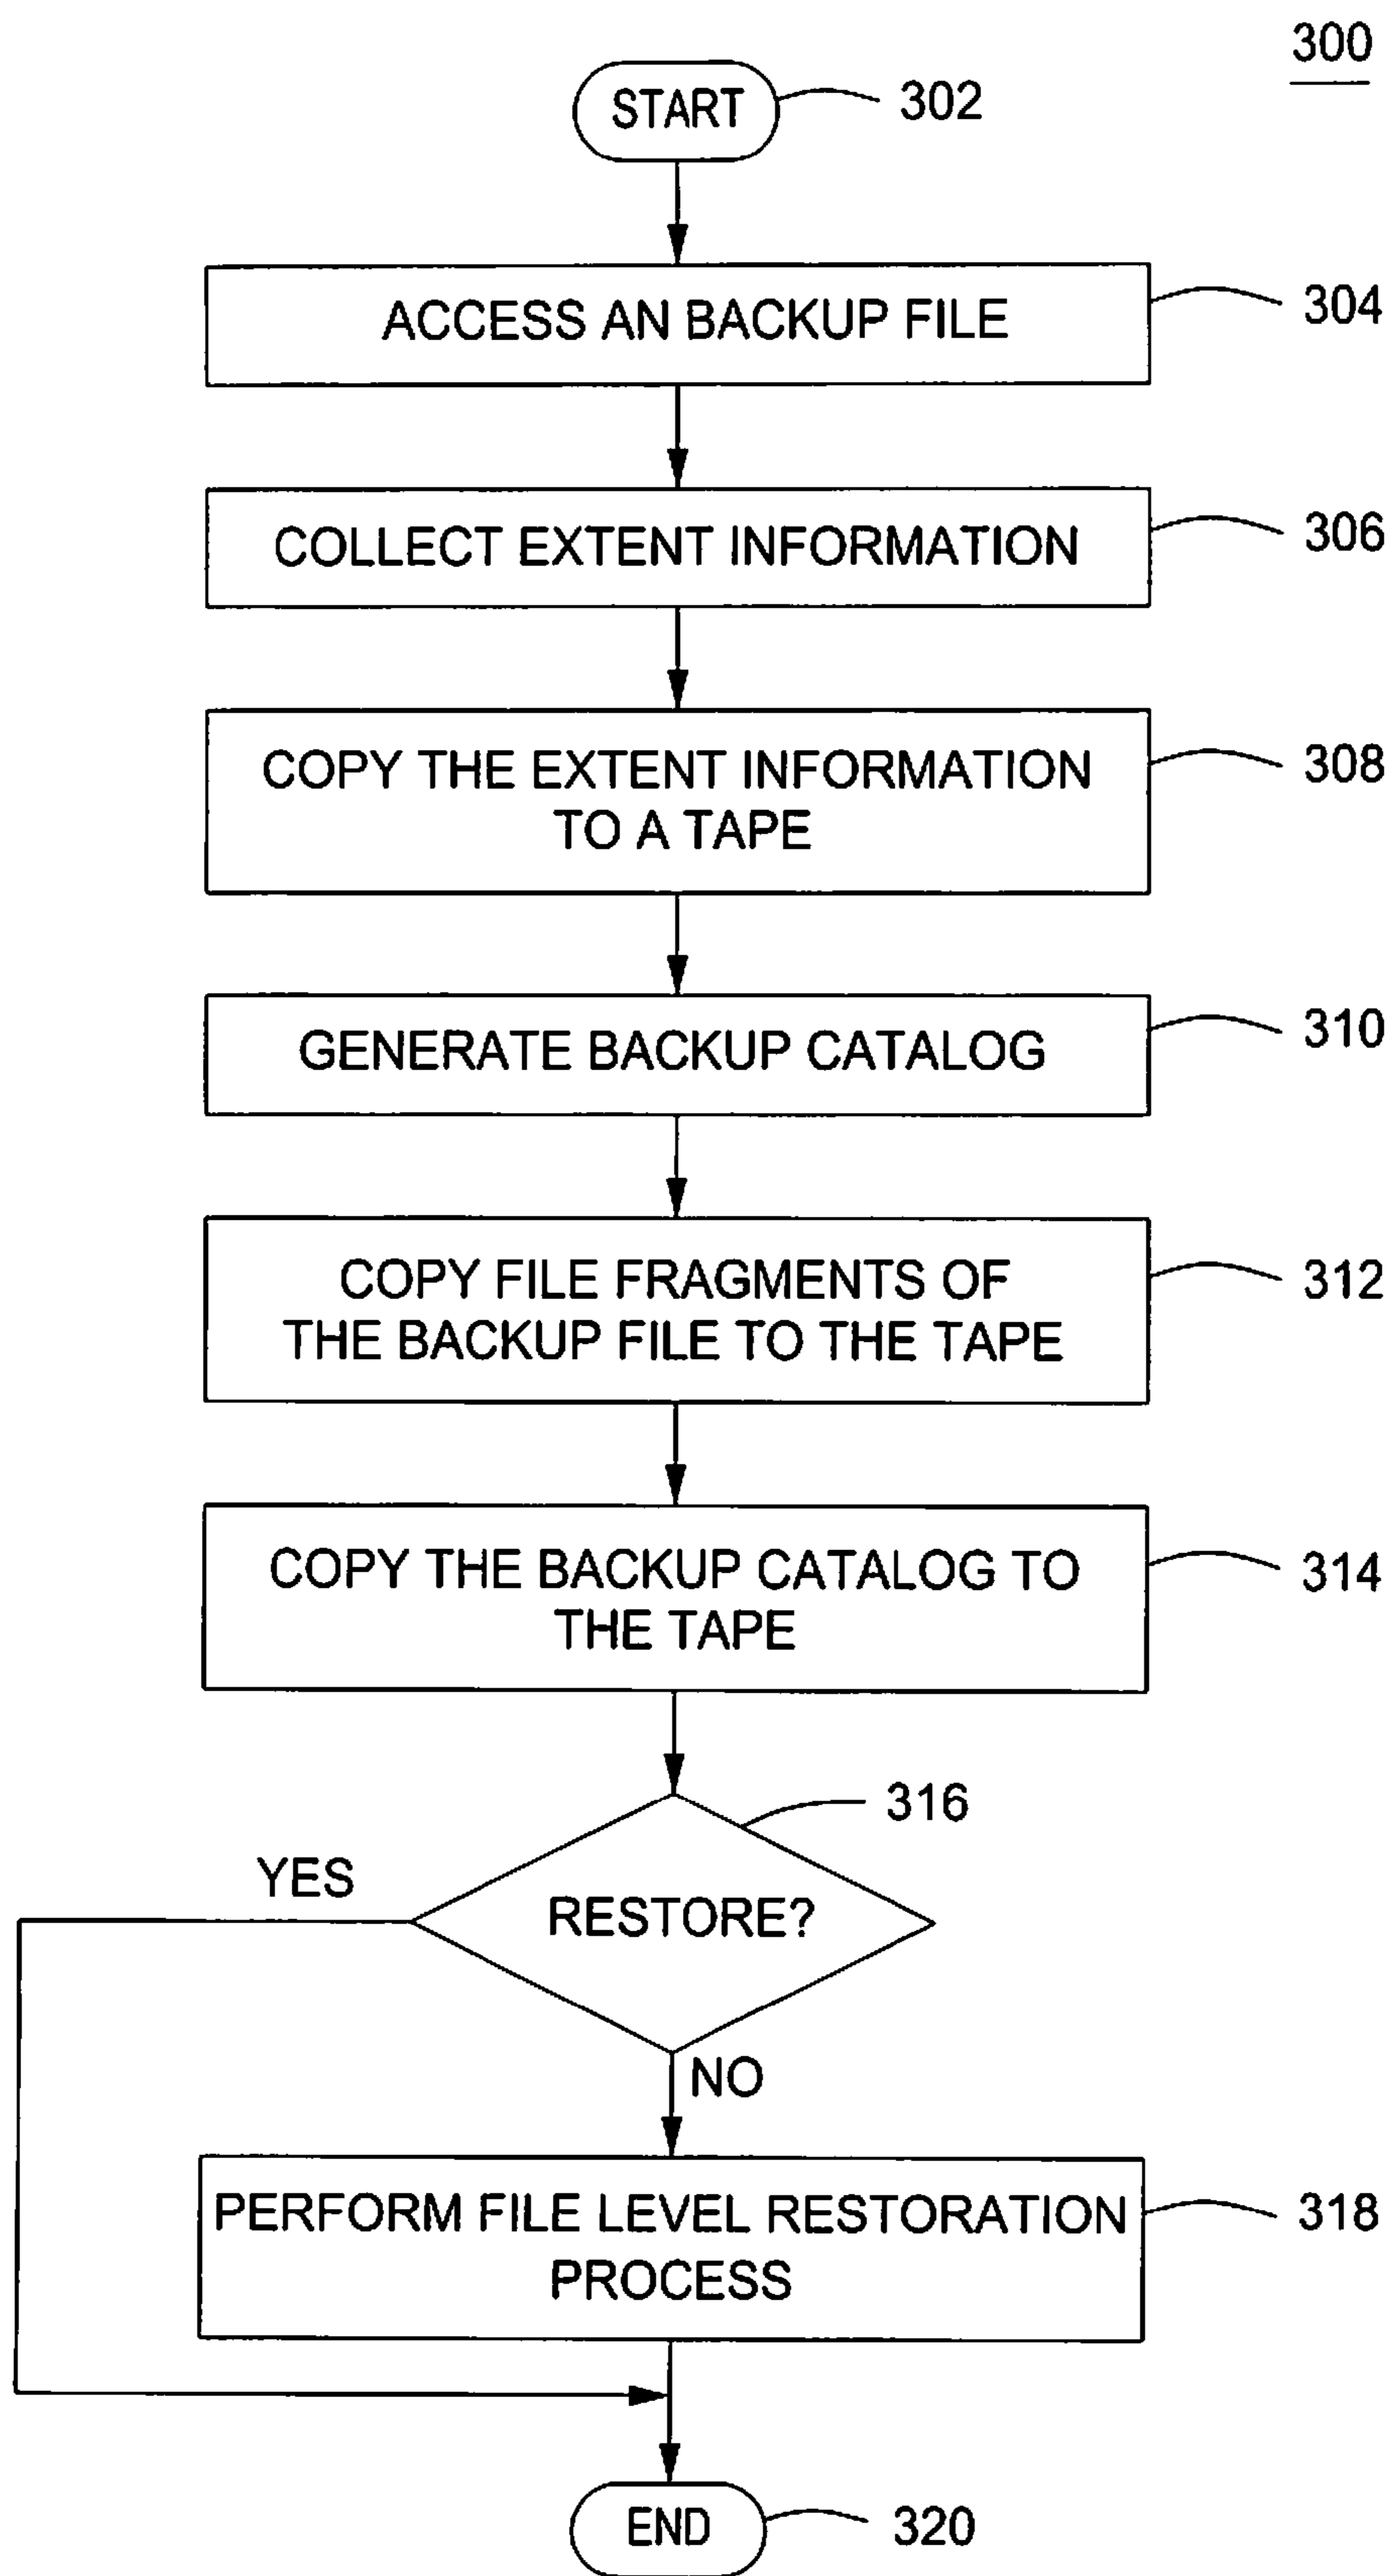 300
START
302
ACCESS AN BACKUP FILE
304
COLLECT EXTENT INFORMATION
306
COPY THE EXTENT INFORMATION
TO A TAPE
308
GENERATE BACKUP CATALOG
310
COPY FILE FRAGMENTS OF
THE BACKUP FILE TO THE TAPE
312
COPY THE BACKUP CATALOG TO
THE TAPE
314
316
YES
RESTORE?
NO
PERFORM FILE LEVEL RESTORATION
PROCESS
318
END
320